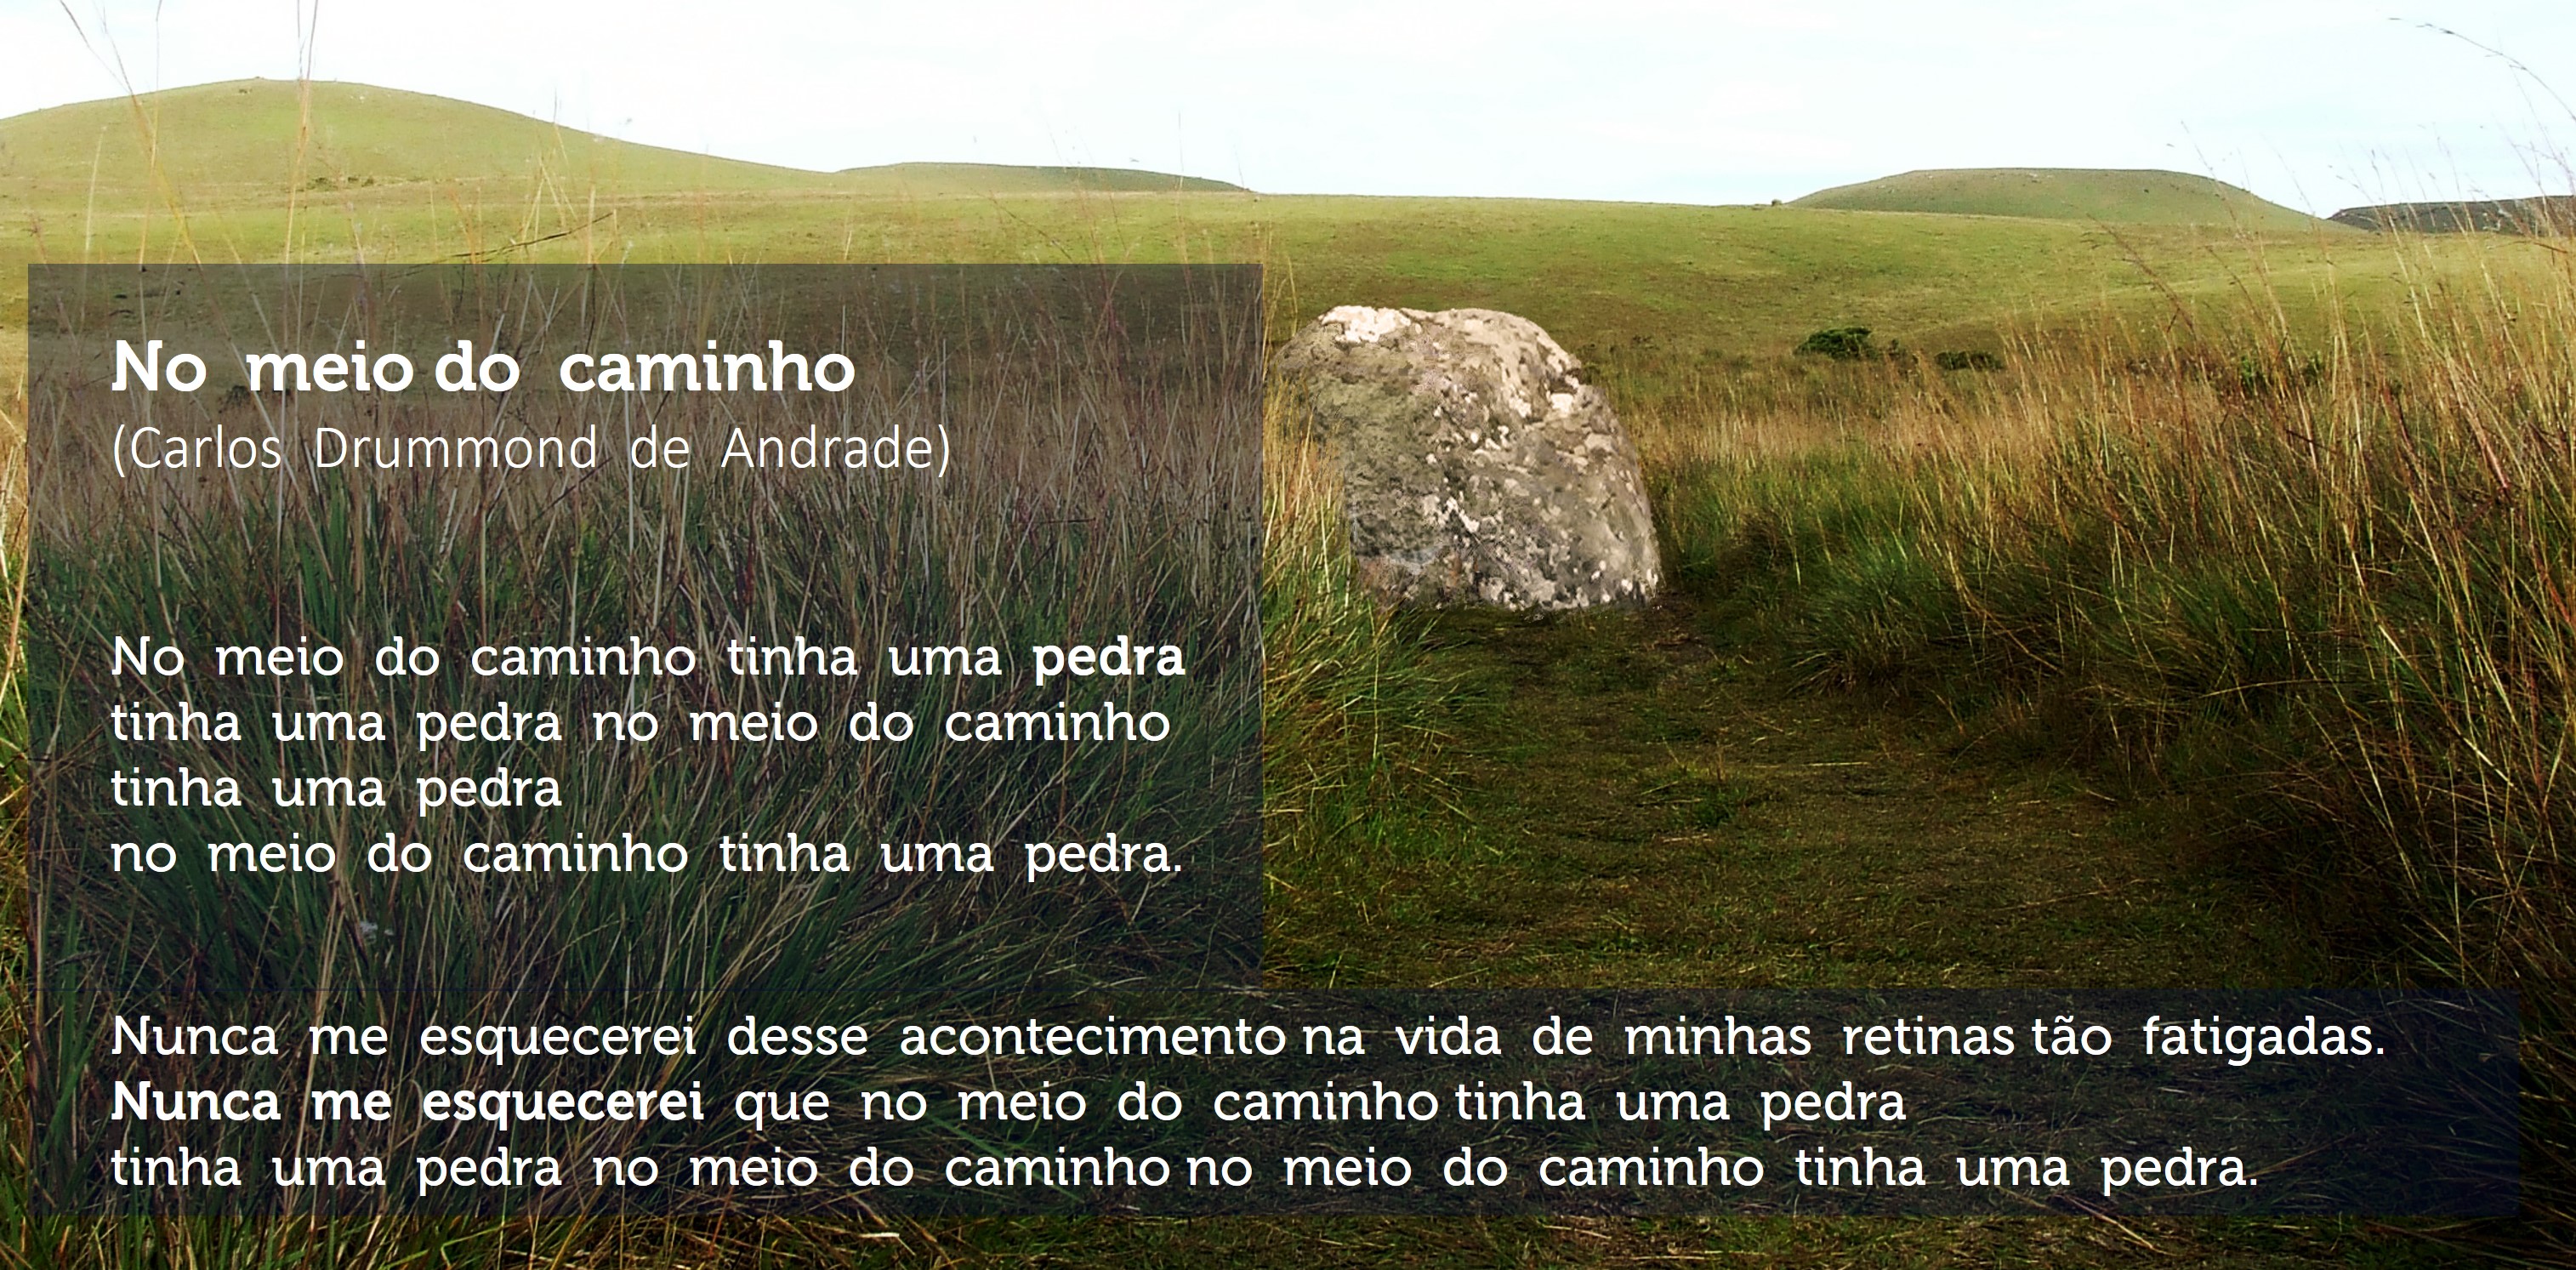 No meio do caminho
(Carlos Drummond de Andrade)
No meio do caminho tinha uma pedra
tinha uma pedra no meio do caminho
tinha uma pedra
no meio do caminho tinha uma pedra.
Nunca me esquecerei desse acontecimento na vida de minhas retinas tão fatigadas.
Nunca me esquecerei que no meio do caminho tinha uma pedra
tinha uma pedra no meio do caminho no meio do caminho tinha uma pedra.